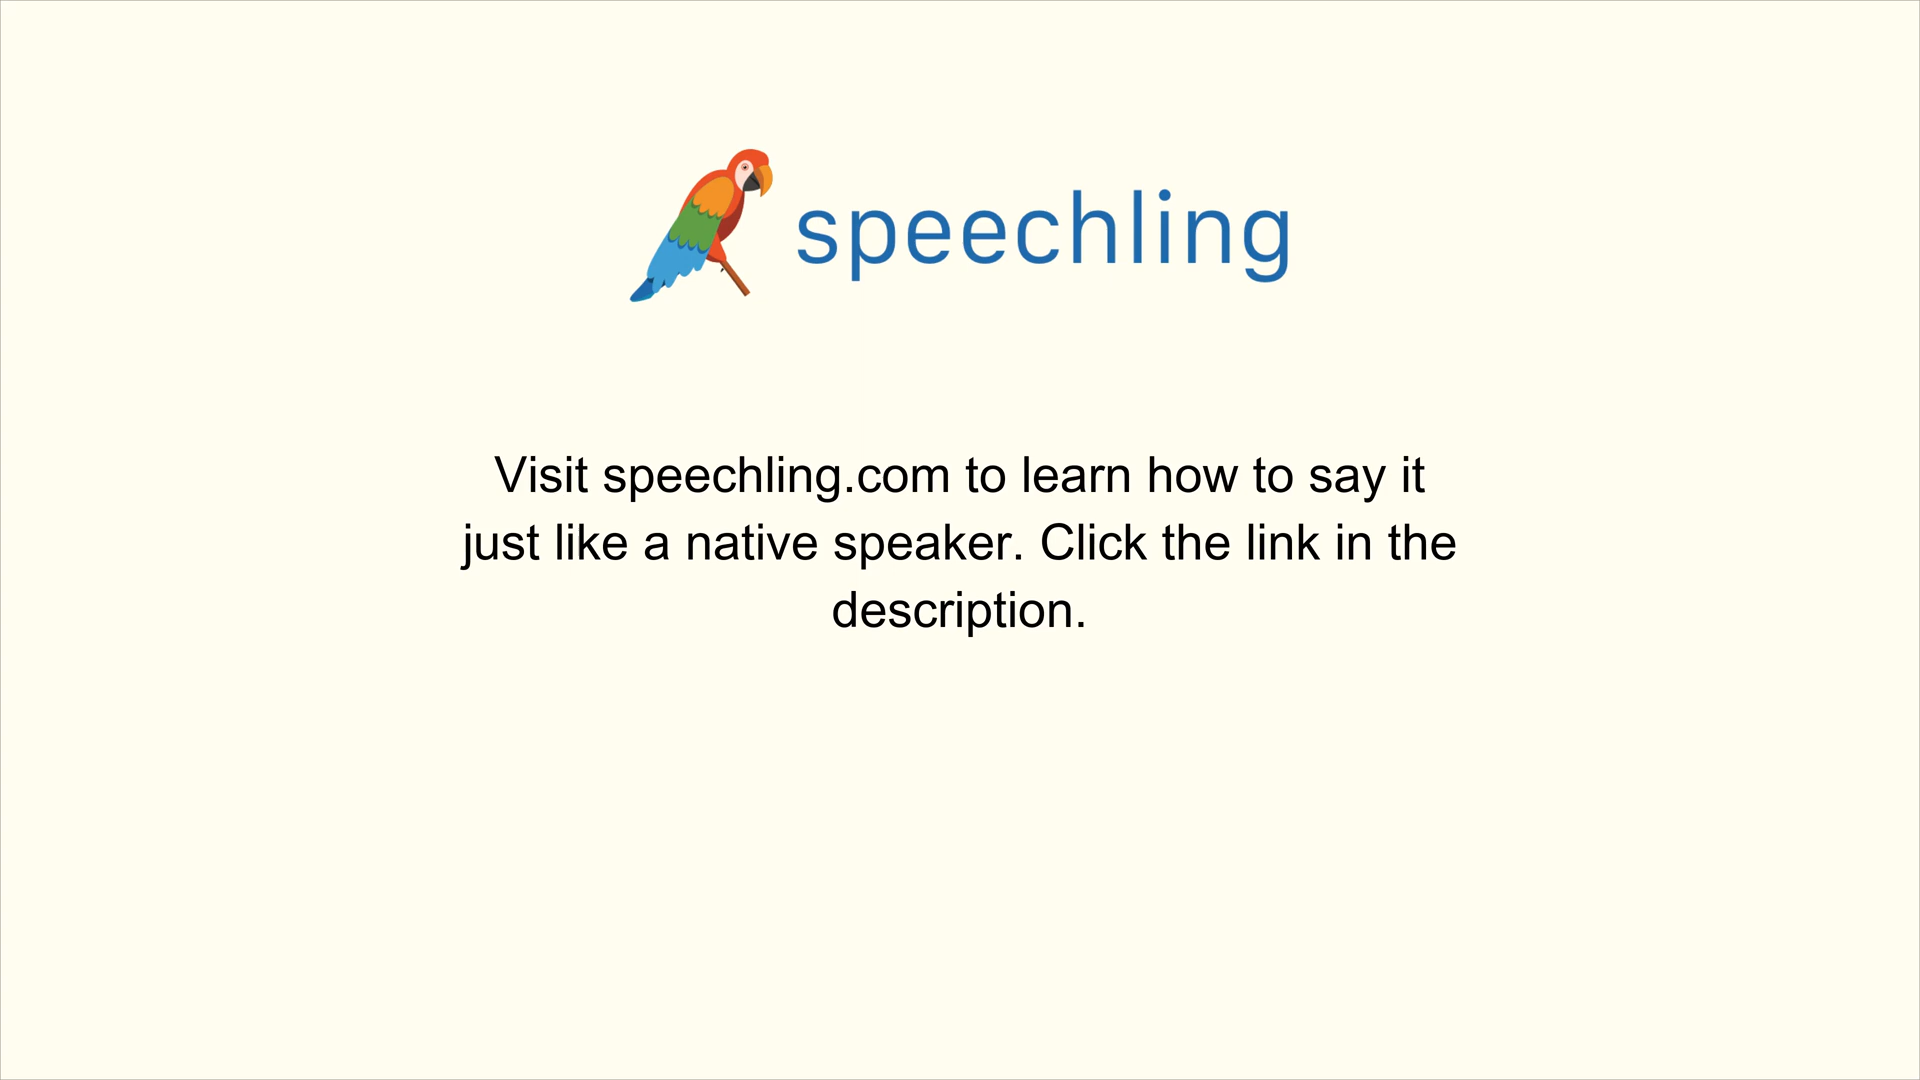 speechling
Visit speechling.com to learn how to say it
just like a native speaker. Click the link in the
description.